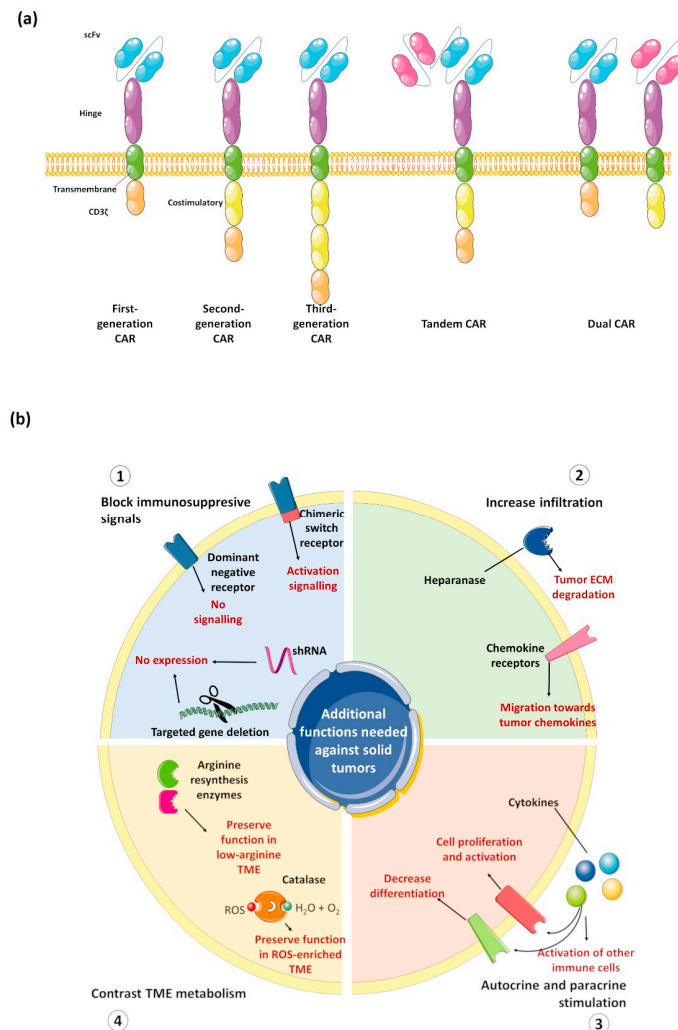 (a)
scFv
Hinge
Transmembrane
CD3ζ
Costimulatory
First-
generation
CAR
Second-
generation
CAR
Third-
generation
CAR
Tandem CAR
Dual CAR
(b)
1
Block immunosuppresive
signals
Chimeric
switch
receptor
Activation
signalling
Dominant
negative
receptor
No
signalling
No expression
shRNA
Targeted gene deletion
2
Increase infiltration
Heparanase
Tumor ECM
degradation
Chemokine
receptors
Migration towards
tumor chemokines
Additional
functions needed
against solid
tumors
Arginine
resynthesis
enzymes
Preserve
function in
low-arginine
TME
Catalase
ROS
H2O + O2
Preserve function
in ROS-enriched
TME
Contrast TME metabolism
4
Cytokines
Cell proliferation
and activation
Decrease
differentiation
Activation of other
immune cells
Autocrine and paracrine
stimulation
3